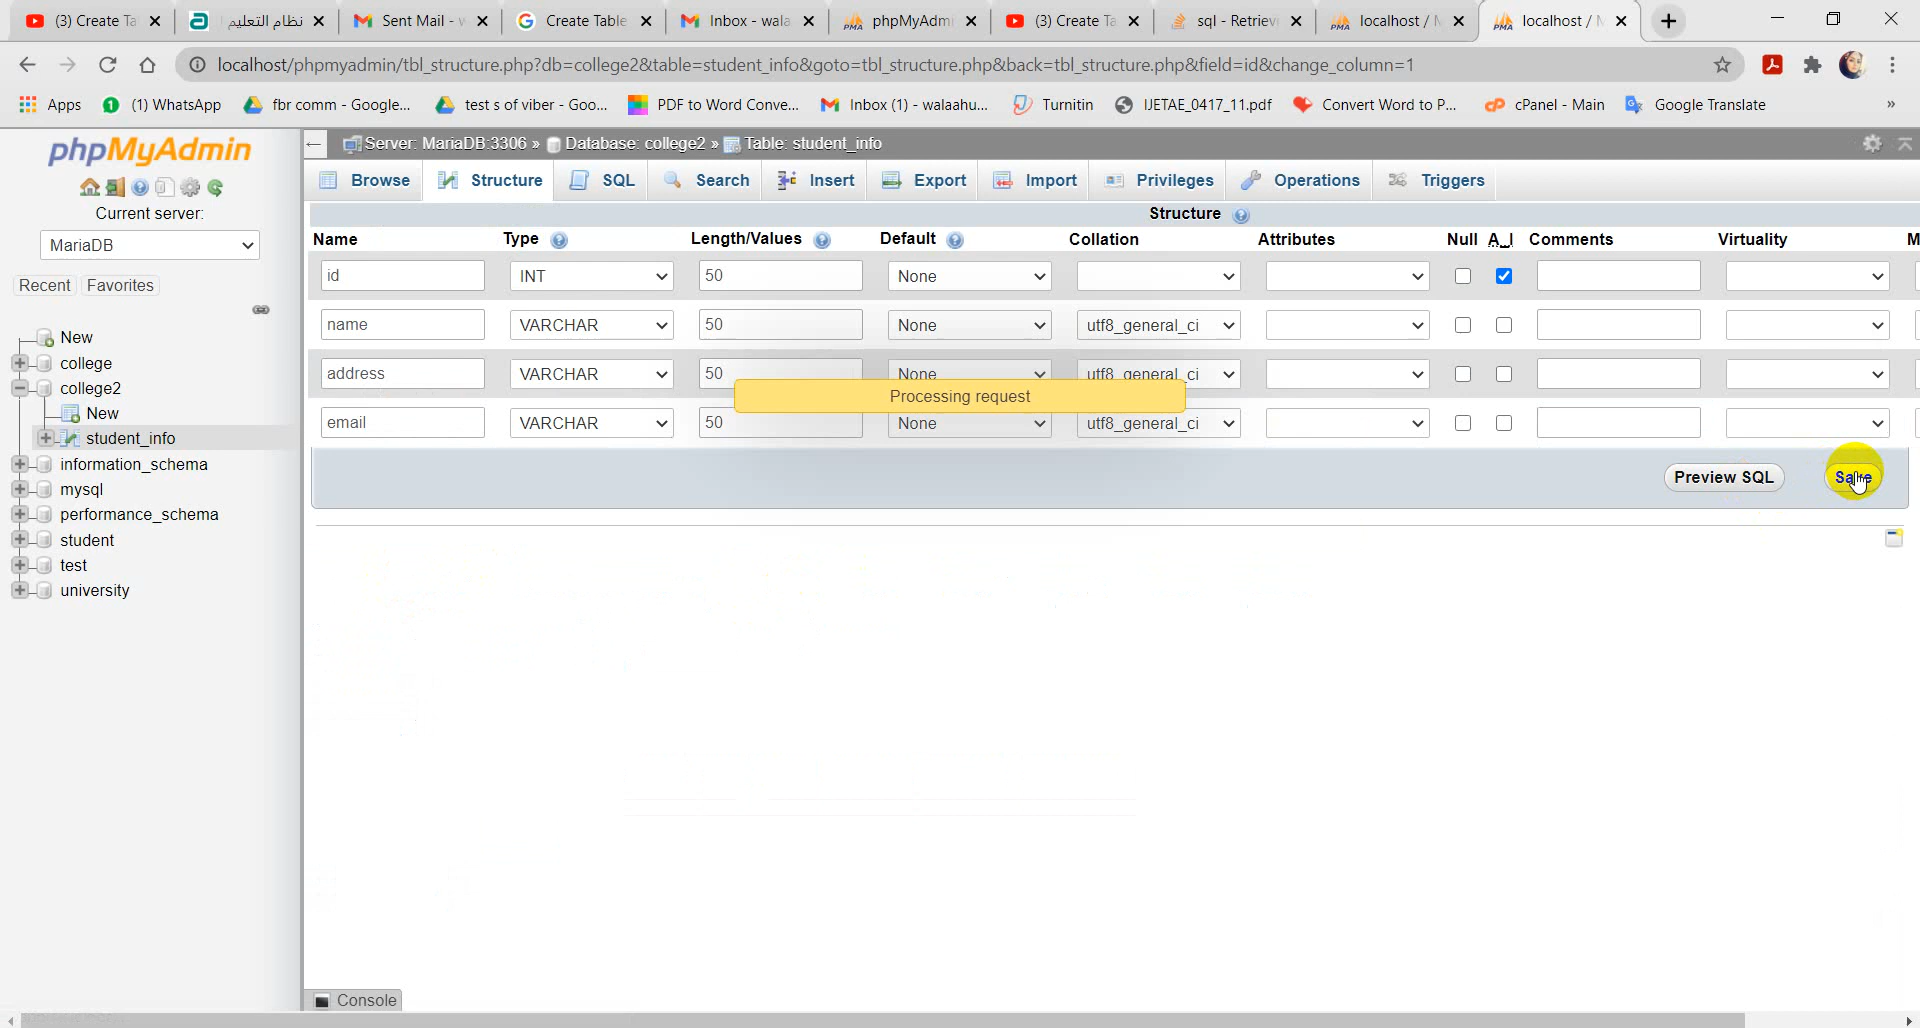 (3) Create Ta
نظام التعليم
Sent Mail - w
Create Table
Inbox - wala
phpMyAdmi
(3) Create Ta
sql - Retriev
localhost / M
localhost / M
localhost/phpmyadmin/tbl_structure.php?db=college2&table=student_info&goto=tbl_structure.php&back=tbl_structure.php&field=id&change_column=1
Apps
(1) WhatsApp
fbr comm - Google...
test s of viber - Goo...
PDF to Word Conve...
Inbox (1) - walaahu...
Turnitin
IJETAE_0417_11.pdf
Convert Word to P...
cPanel - Main
Google Translate
»
phpMyAdmin
Current server:
MariaDB
Recent Favorites
New
college
college2
New
student_info
information_schema
mysql
performance_schema
student
test
university
Server: MariaDB:3306 » Database: college2 » Table: student_info
Browse Structure SQL Search Insert Export Import Privileges Operations Triggers
Structure
Name Type Length/Values Default Collation Attributes Null A_I Comments Virtuality M
id INT 50 None
name VARCHAR 50 None utf8_general_ci
address VARCHAR 50 None utf8_general_ci
Processing request
email VARCHAR 50 None utf8_general_ci
Preview SQL Save
Console